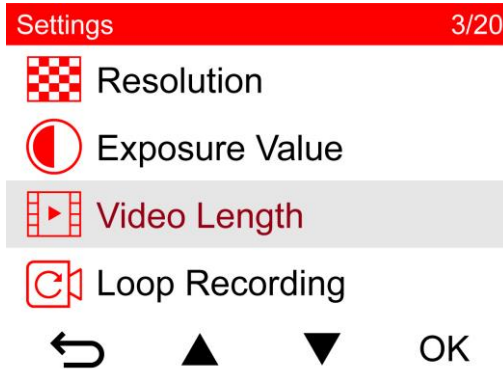 Settings 3/20
Resolution
Exposure Value
Video Length
Loop Recording
OK